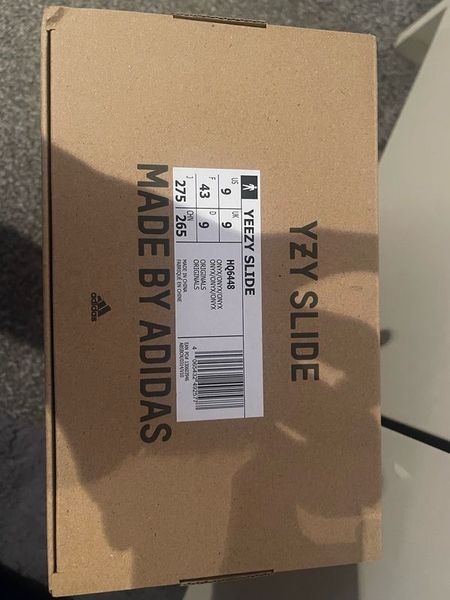 YZY SLIDE
YEEZY SLIDE
US 9 UK 9
F 43 D 9
J 275 CHN 265
HQ6448
ONYX/ONYX/ONYX
ONYX/ONYX/ONYX
ORIGINALS
ORIGINALS
MADE IN CHINA
FABRIQUÉ EN CHINE
MADE BY ADIDAS
adidas